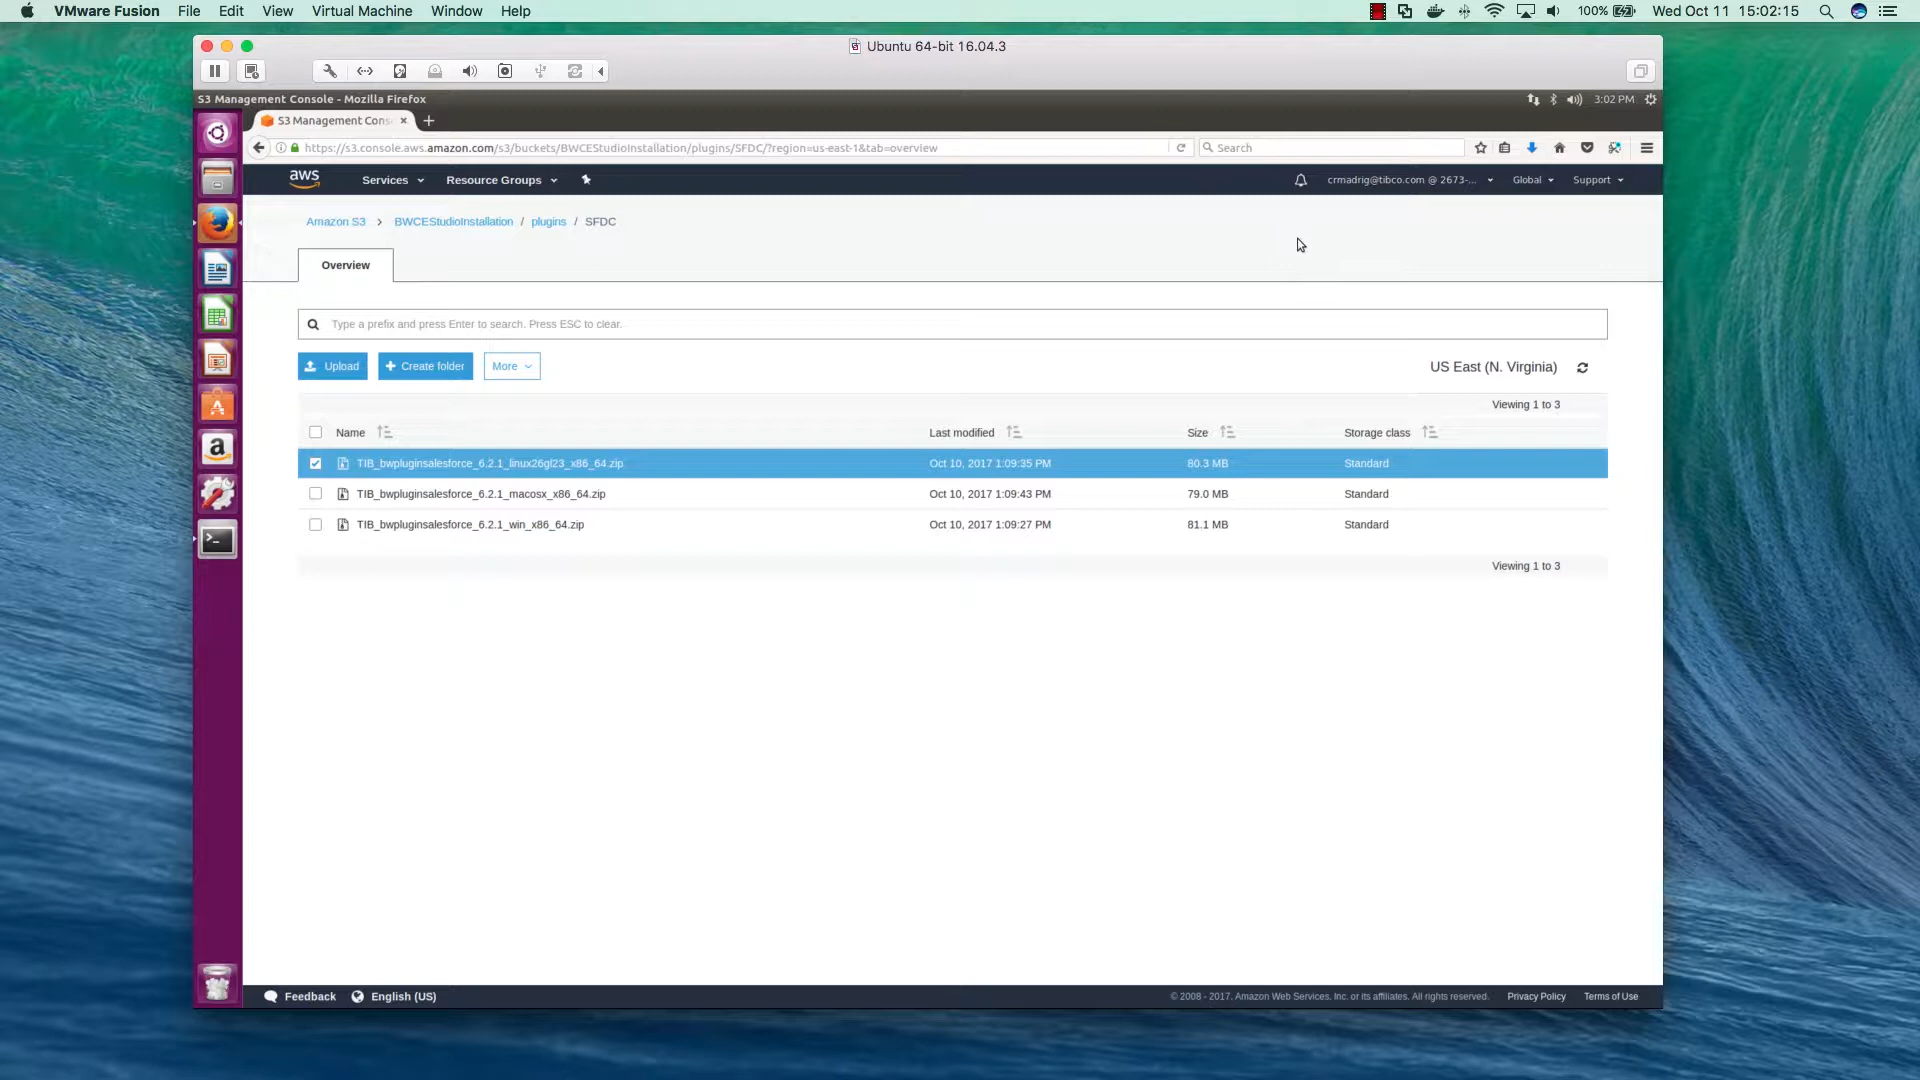 VMware Fusion File Edit View Virtual Machine Window Help 100% Wed Oct 11 15:02:15
Ubuntu 64-bit 16.04.3
S3 Management Console - Mozilla Firefox 3:02 PM
S3 Management Cons
https://s3.console.aws.amazon.com/s3/buckets/BWCEStudioInstallation/plugins/SFDC/?region=us-east-1&tab=overview Search
aws Services Resource Groups crmadrig@tibco.com @ 2673-... Global Support
Amazon S3 > BWCEStudioInstallation / plugins / SFDC
Overview
Type a prefix and press Enter to search. Press ESC to clear.
Upload + Create folder More US East (N. Virginia)
Viewing 1 to 3
Name Last modified Size Storage class
TIB_bwpluginsalesforce_6.2.1_linux26gl23_x86_64.zip Oct 10, 2017 1:09:35 PM 80.3 MB Standard
TIB_bwpluginsalesforce_6.2.1_macosx_x86_64.zip Oct 10, 2017 1:09:43 PM 79.0 MB Standard
TIB_bwpluginsalesforce_6.2.1_win_x86_64.zip Oct 10, 2017 1:09:27 PM 81.1 MB Standard
Viewing 1 to 3
Feedback English (US) © 2008 - 2017, Amazon Web Services, Inc. or its affiliates. All rights reserved. Privacy Policy Terms of Use